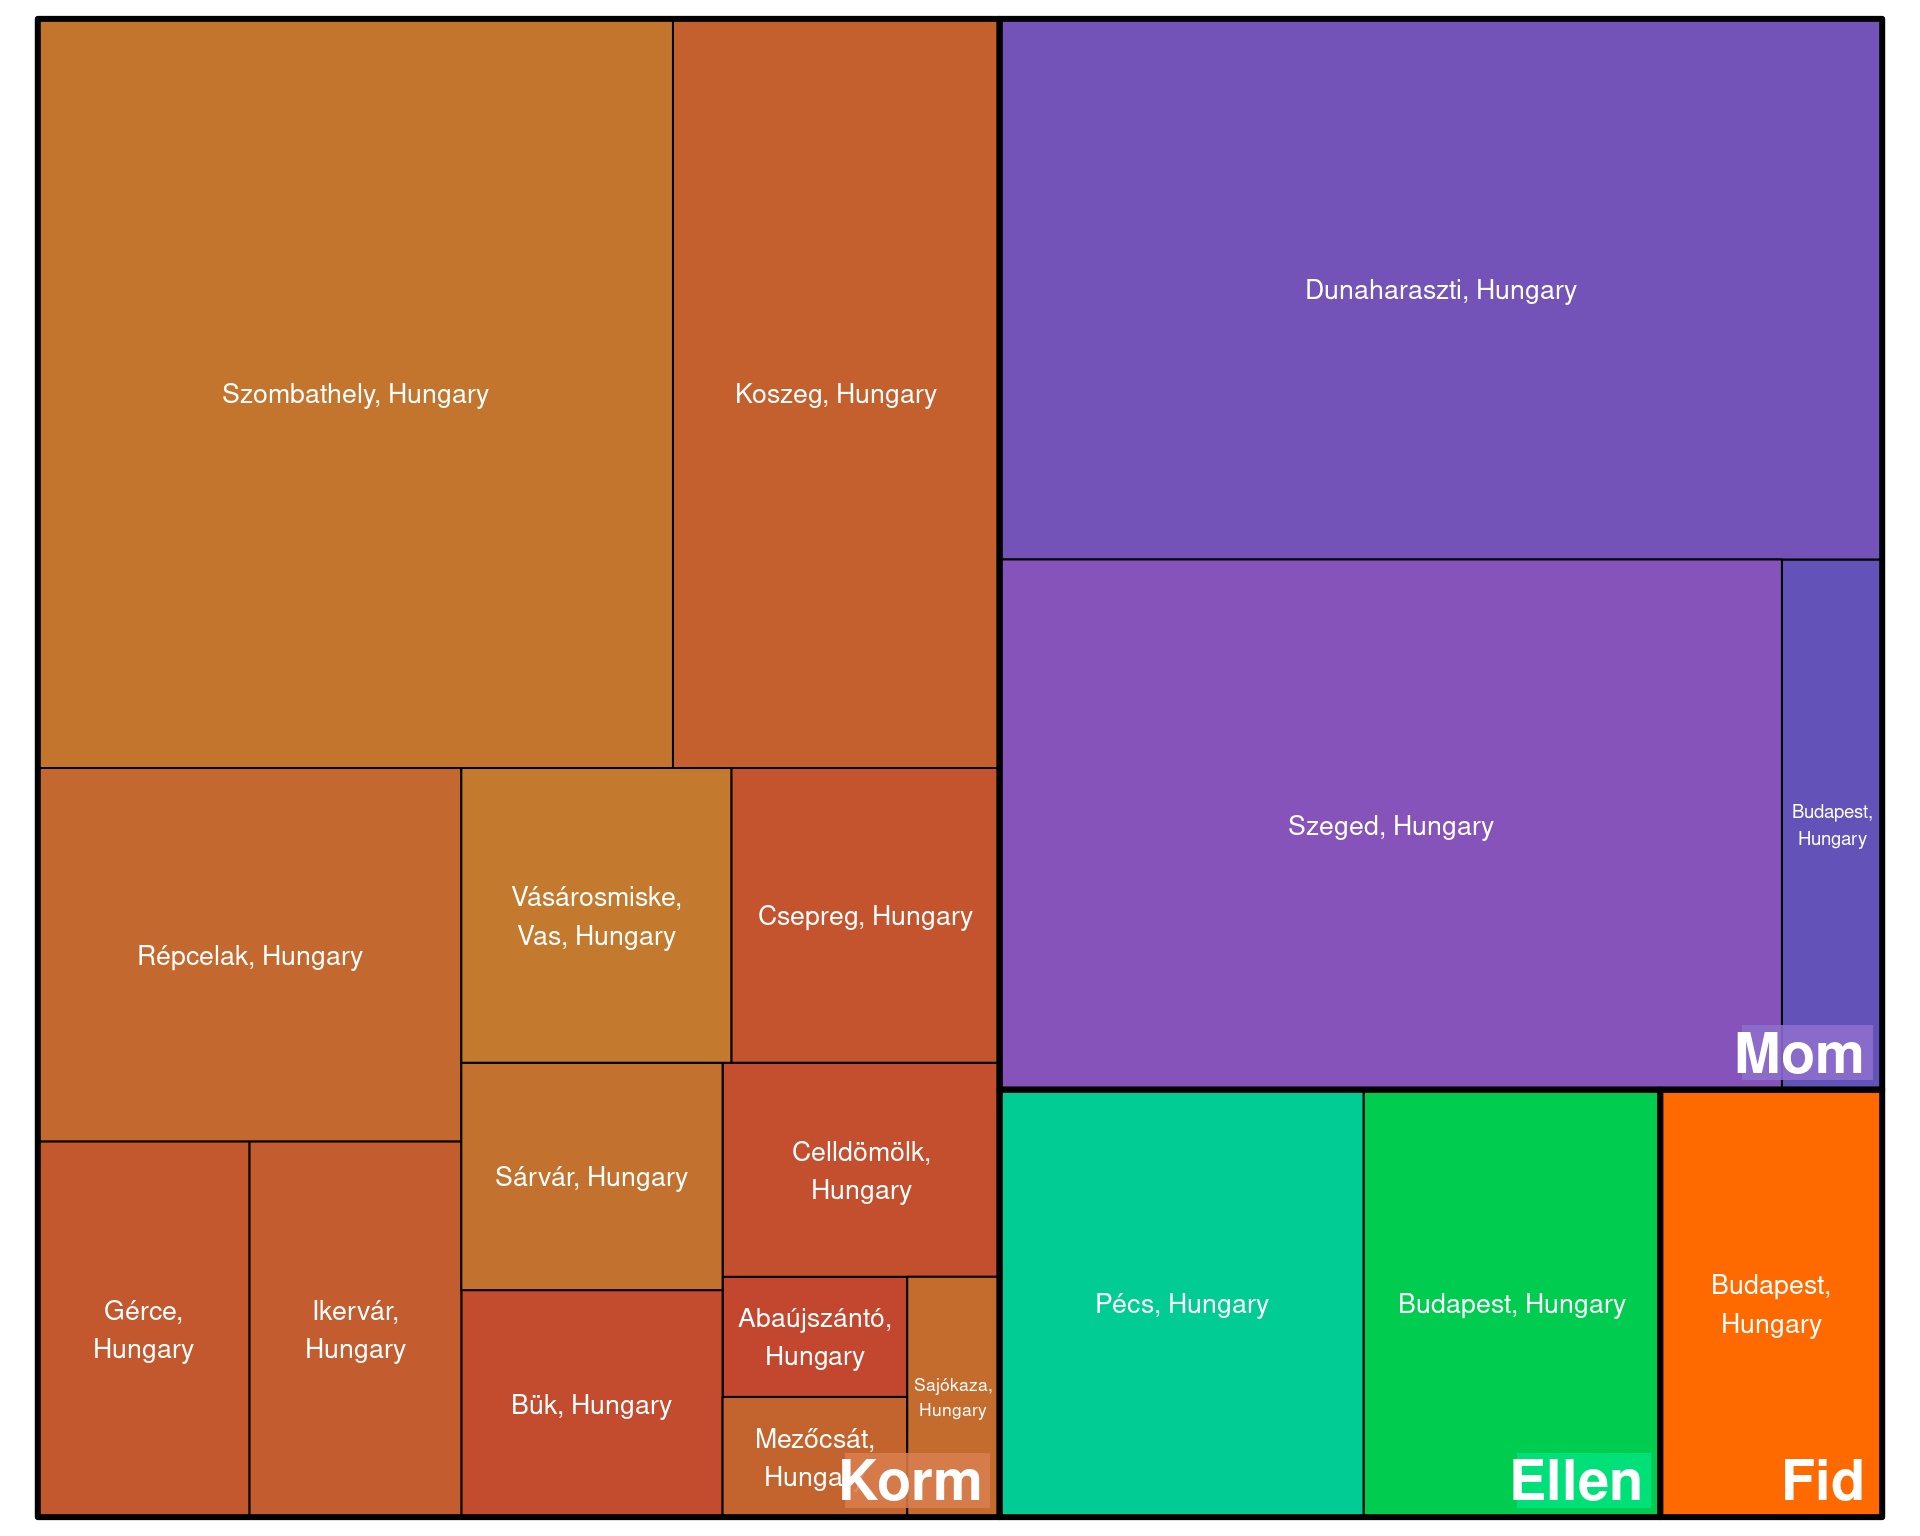 Szombathely, Hungary
Koszeg, Hungary
Dunaharaszti, Hungary
Szeged, Hungary
Budapest,
Hungary
Mom
Répcelak, Hungary
Vásárosmiske,
Vas, Hungary
Csepreg, Hungary
Sárvár, Hungary
Celldömölk,
Hungary
Gérce,
Hungary
Ikervár,
Hungary
Bük, Hungary
Abaújszántó,
Hungary
Sajókaza,
Hungary
Mezőcsát,
Hunga
Korm
Pécs, Hungary
Budapest, Hungary
Ellen
Budapest,
Hungary
Fid